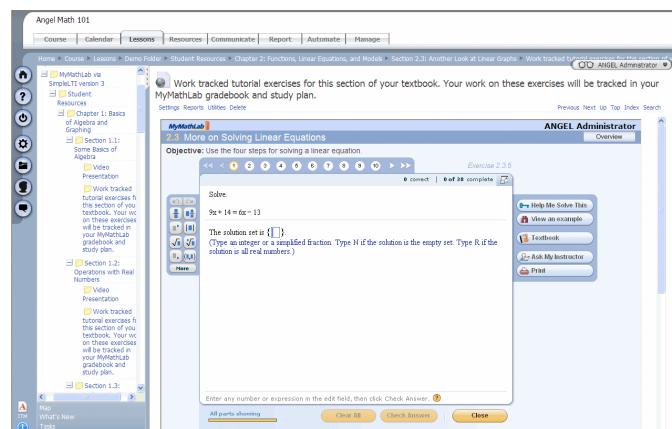 Angel Math 101
Course Calendar Lessons Resources Communicate Report Automate Manage
Home Course Lessons Demo Folder Student Resources Chapter 2: Functions, Linear Equations, and Models Section 2.3: Another Look at Linear Graphs Work tracked
ANGEL Administrator
MyMathLab via
SimpleLTI version 3
Student
Resources
Chapter 1: Basics
of Algebra and
Graphing
Section 1.1:
Some Basics of
Algebra
Video
Presentation
Work tracked
tutorial exercises
this section of you
textbook. Your wo
on these exercises
will be tracked in
your MyMathLab
gradebook and
study plan.
Section 1.2:
Operations with Real
Numbers
Video
Presentation
Work tracked
tutorial exercises
this section of you
textbook. Your wo
on these exercises
will be tracked in
your MyMathLab
gradebook and
study plan.
Section 1.3:
Map
What's New
Tasks
Work tracked tutorial exercises for this section of your textbook. Your work on these exercises will be tracked in your
MyMathLab gradebook and study plan.
Settings Reports Utilities Delete
Previous Next Up Top Index Search
MyMathLab
ANGEL Administrator
2.3 More on Solving Linear Equations
Overview
Objective: Use the four steps for solving a linear equation.
<< < 1 2 3 4 5 6 7 8 9 10 > >>
Exercise 2.3.5
0 correct 0 of 38 complete
Solve.
9x + 14 = 6x − 13
The solution set is { }.
(Type an integer or a simplified fraction. Type N if the solution is the empty set. Type R if the
solution is all real numbers.)
More
Help Me Solve This
View an example
Textbook
Ask My Instructor
Print
Enter any number or expression in the edit field, then click Check Answer.
All parts showing
Clear All
Check Answer
Close